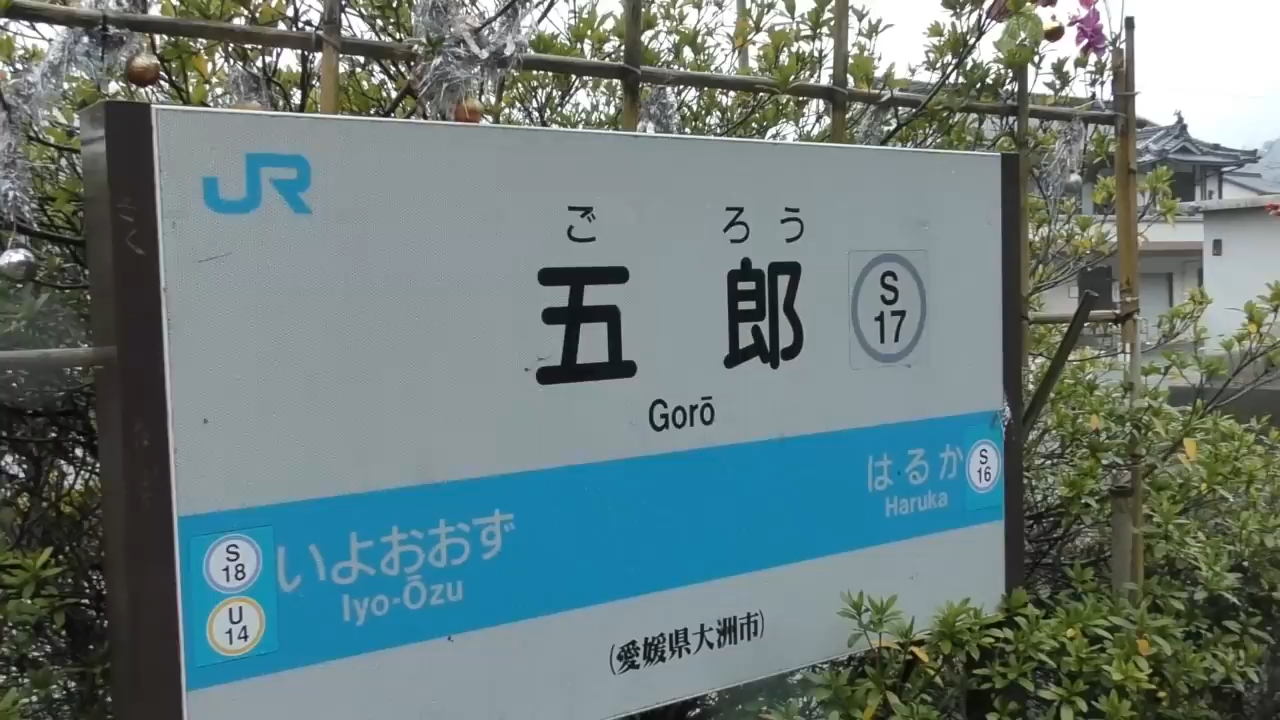 JR
ごろう
五郎
S
17
Gorō
はるか
Haruka
S
16
S
18
U
14
いよおおず
Iyo-Ōzu
(愛媛県大洲市)